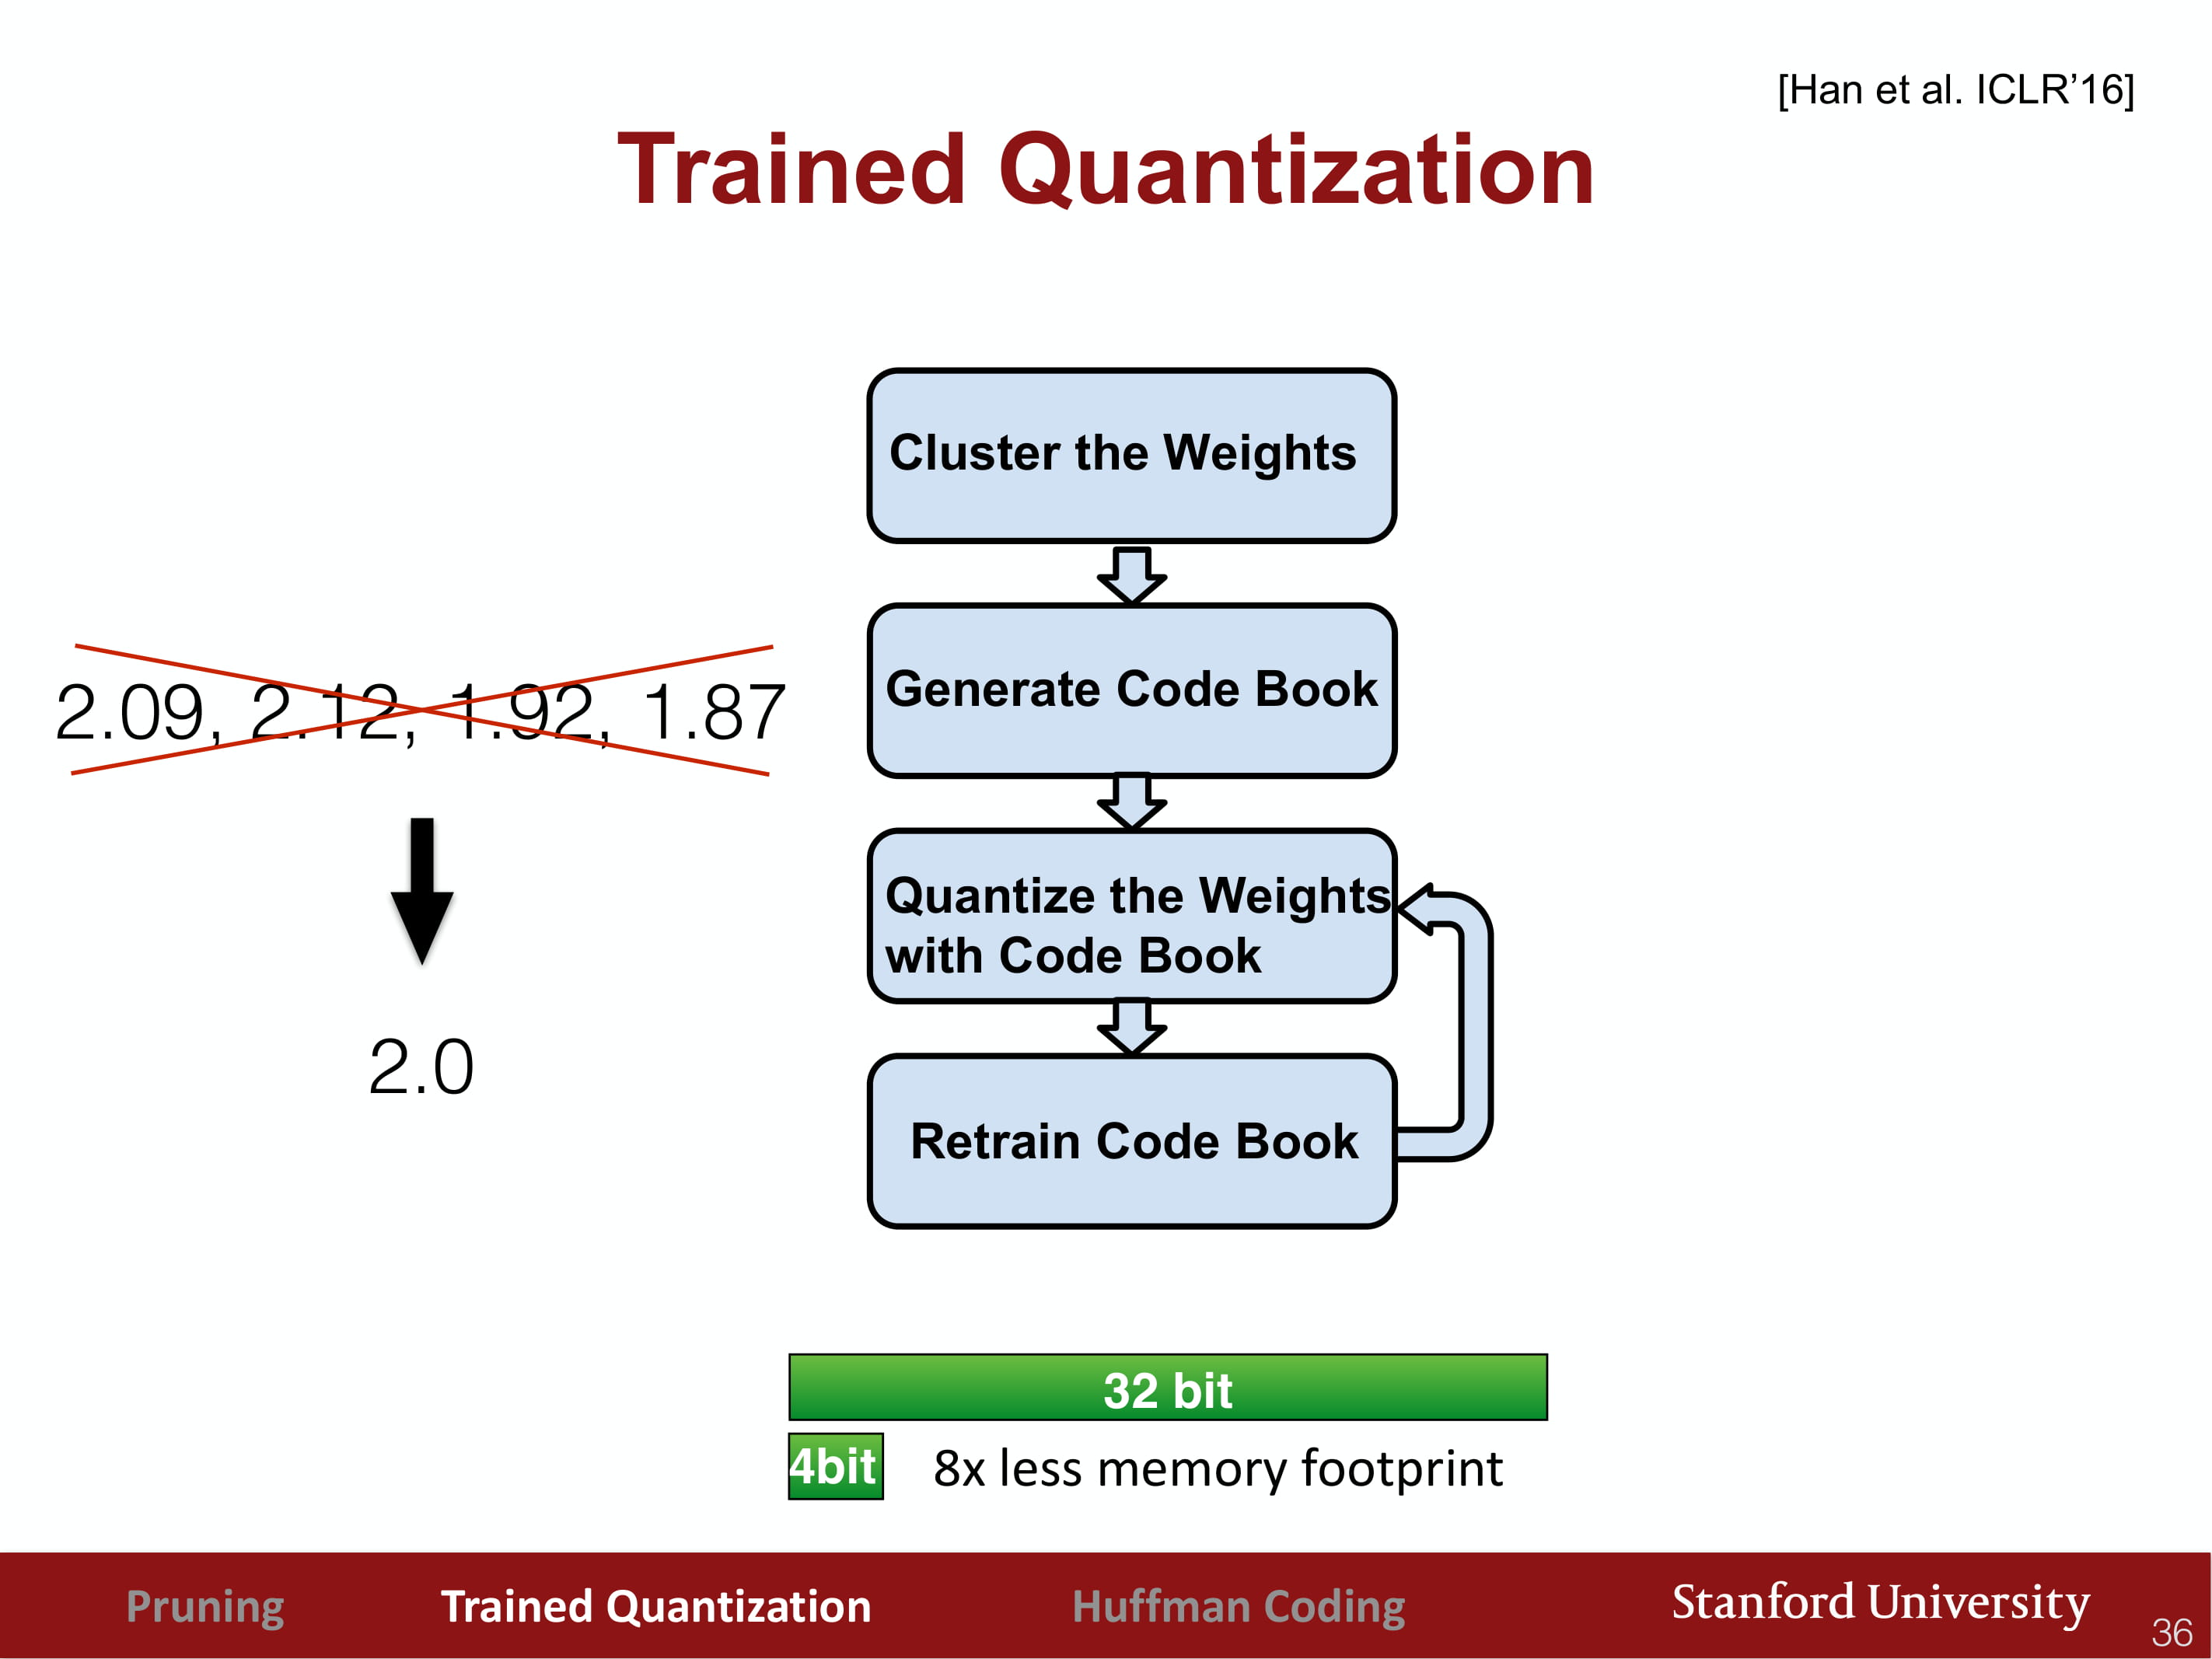 [Han et al. ICLR’16]
Trained Quantization
Cluster the Weights
Generate Code Book
2.09, 2.12, 1.92, 1.87
Quantize the Weights
with Code Book
2.0
Retrain Code Book
32 bit
4bit 8x less memory footprint
Pruning Trained Quantization Huffman Coding Stanford University 36